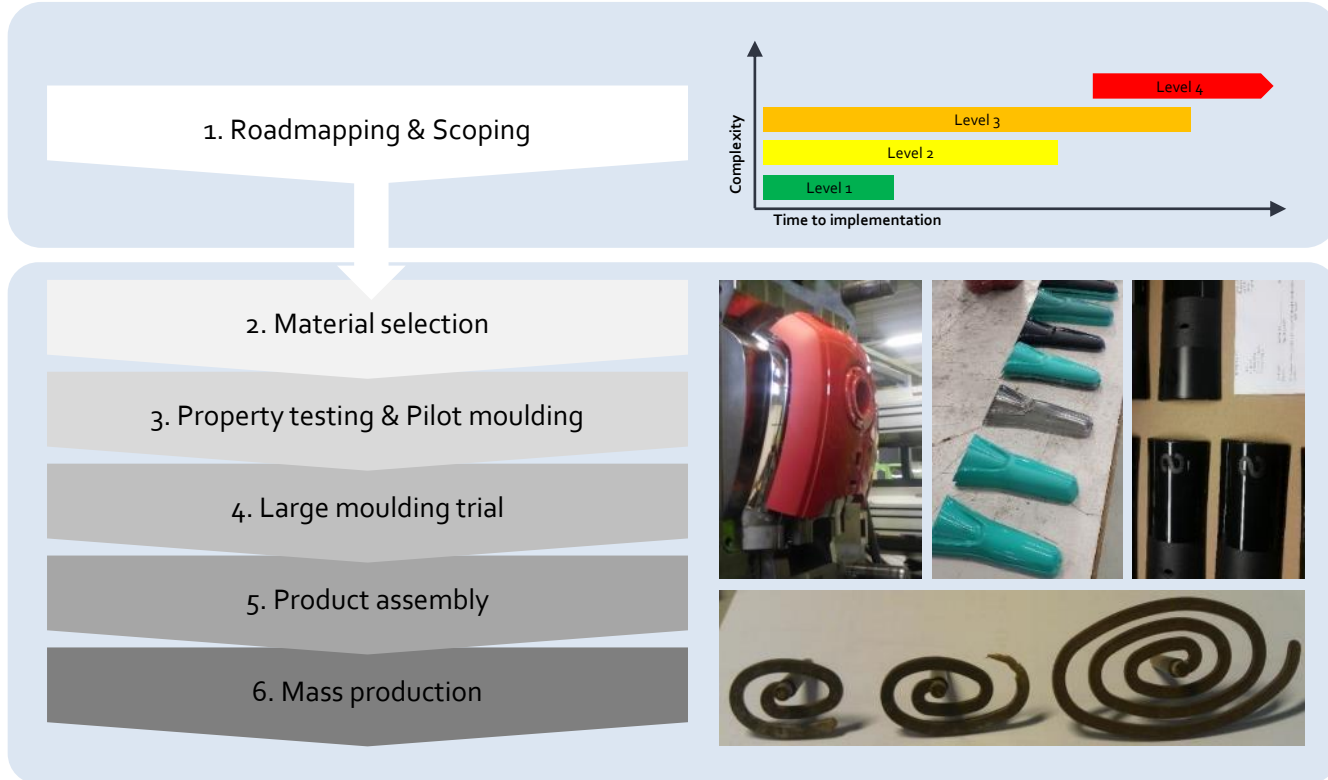 1. Roadmapping & Scoping
Complexity
Level 4
Level 3
Level 2
Level 1
Time to implementation
2. Material selection
3. Property testing & Pilot moulding
4. Large moulding trial
5. Product assembly
6. Mass production